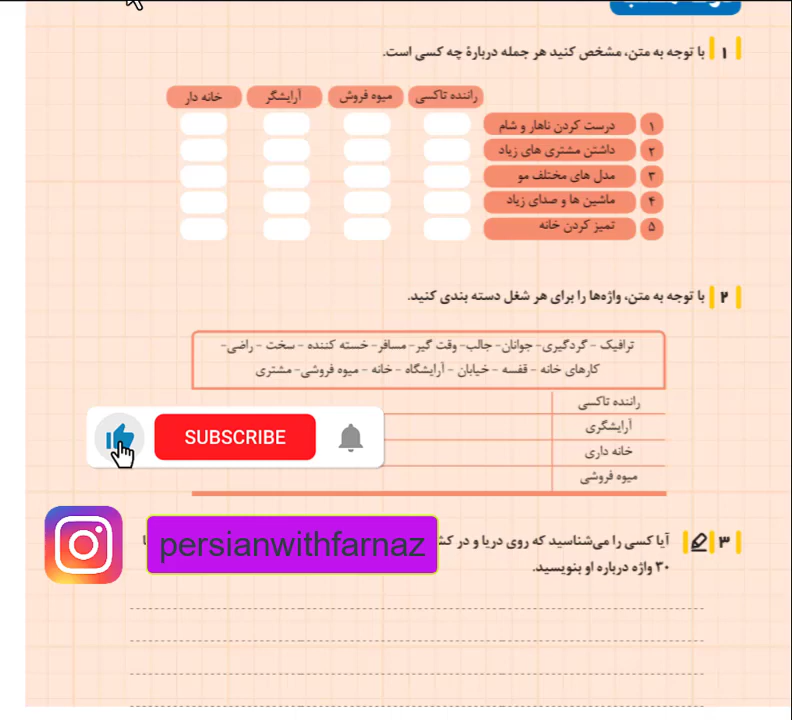 ۱ با توجه به متن، مشخص کنید هر جمله دربارهٔ چه کسی است.
راننده تاکسی میوه فروش آرایشگر خانه دار
۱ درست کردن ناهار و شام
۲ داشتن مشتری های زیاد
۳ مدل های مختلف مو
۴ ماشین ها و صدای زیاد
۵ تمیز کردن خانه
۲ با توجه به متن، واژه‌ها را برای هر شغل دسته بندی کنید.
ترافیک - گردگیری- جوانان- جالب- وقت گیر- مسافر- خسته کننده - سخت - راضی-
کارهای خانه - قفسه - خیابان - آرایشگاه - خانه - میوه فروشی- مشتری
راننده تاکسی
آرایشگری
خانه داری
میوه فروشی
SUBSCRIBE
۳ آیا کسی را می‌شناسید که روی دریا و در
persianwithfarnaz
۳۰ واژه درباره او بنویسید.